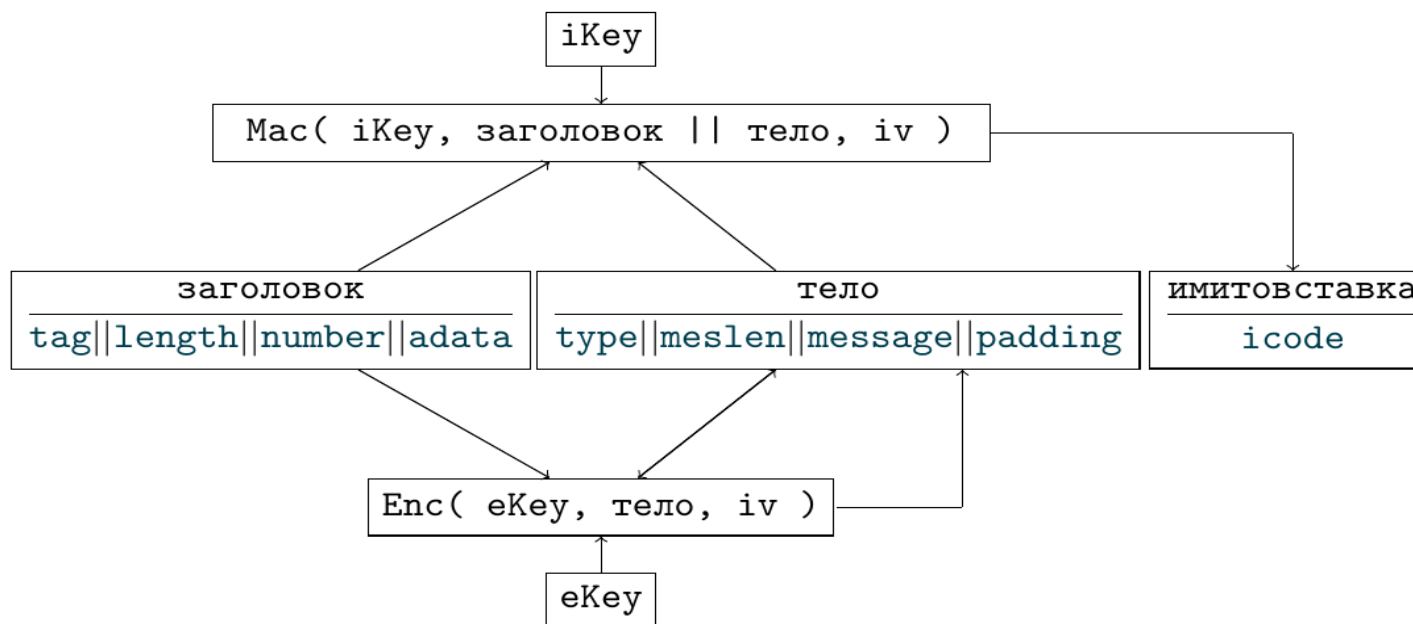 iKey
Mac( iKey, заголовок || тело, iv )
заголовок
tag||length||number||adata
тело
type||meslen||message||padding
имитовставка
icode
Enc( eKey, тело, iv )
eKey